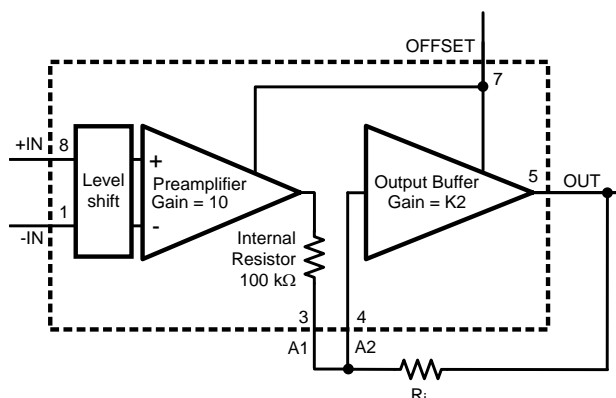 OFFSET
7
+IN
8
Level
shift
+
-
Preamplifier
Gain = 10
Output Buffer
Gain = K2
5
OUT
1
-IN
Internal
Resistor
100 kΩ
3
4
A1
A2